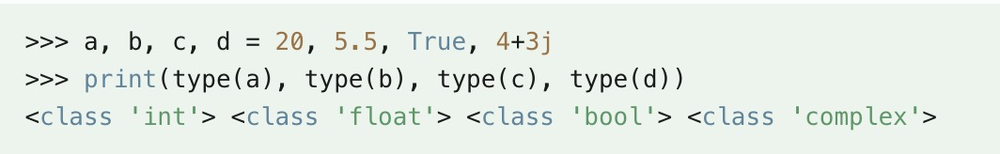 >>> a, b, c, d = 20, 5.5, True, 4+3j
>>> print(type(a), type(b), type(c), type(d))
<class 'int'> <class 'float'> <class 'bool'> <class 'complex'>